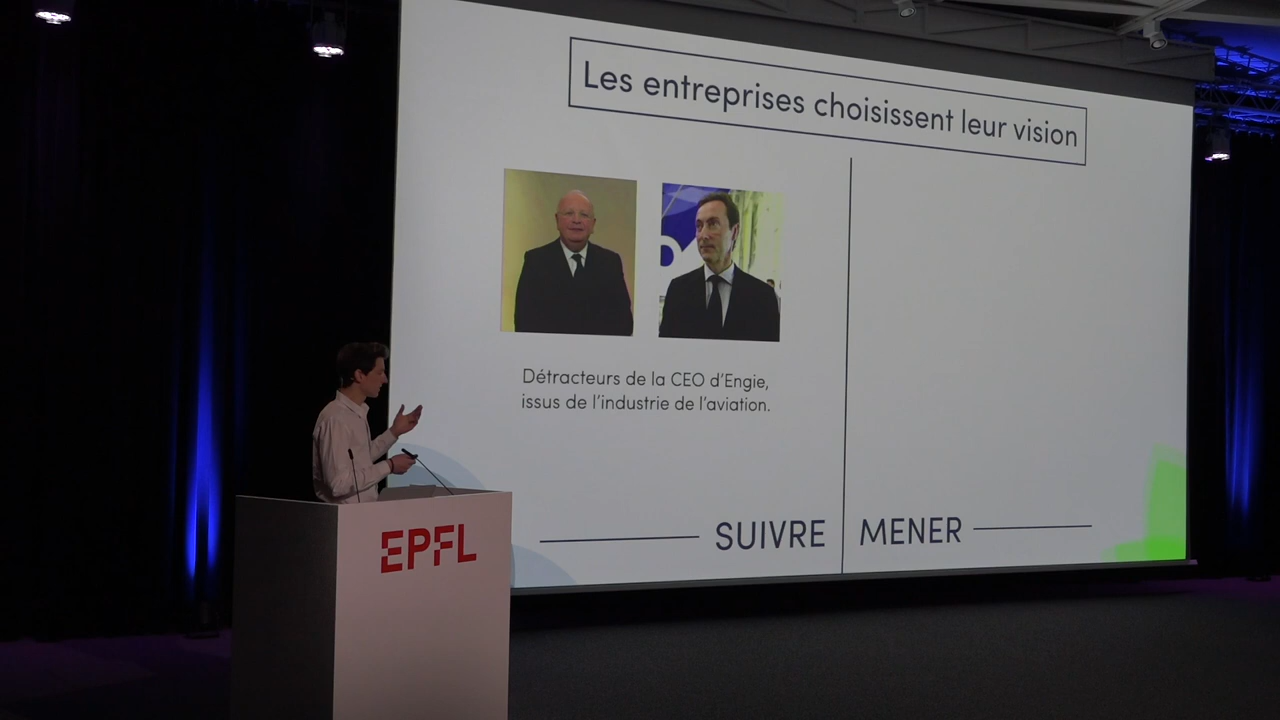 Les entreprises choisissent leur vision
Détracteurs de la CEO d'Engie,
issus de l'industrie de l'aviation.
SUIVRE
MENER
EPFL